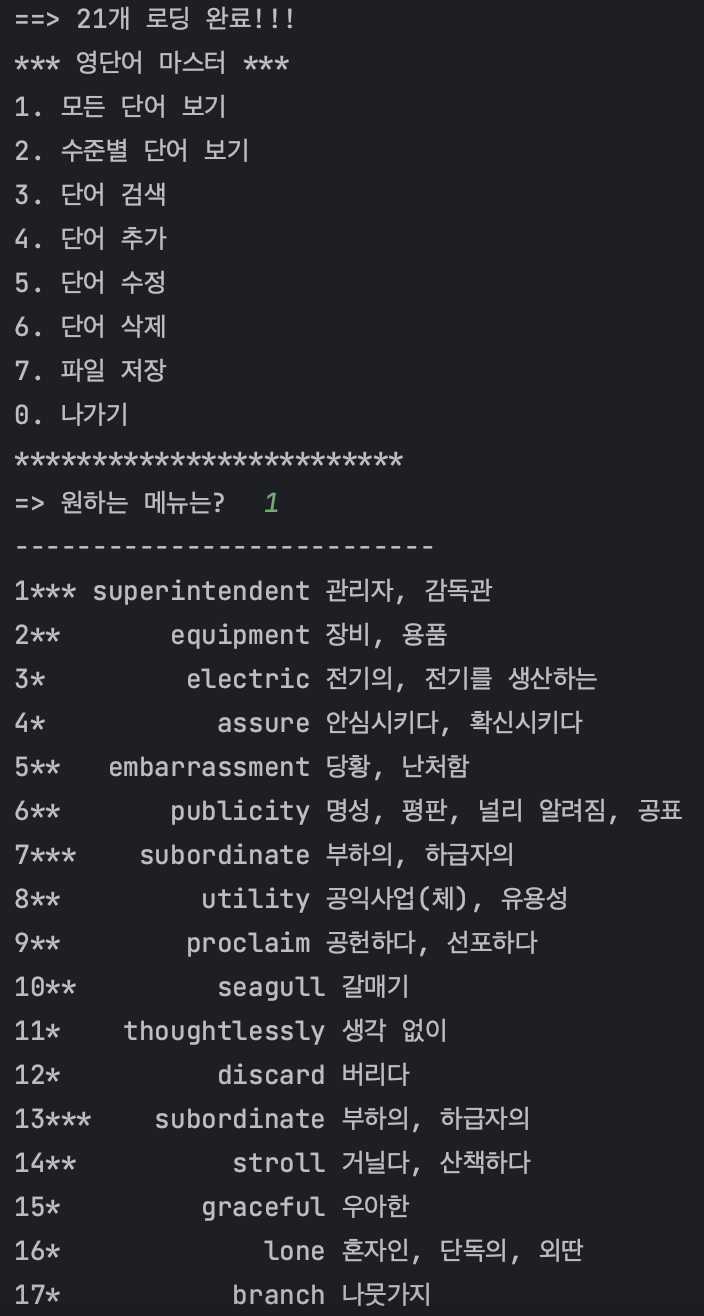 ==> 21개 로딩 완료!!!
*** 영단어 마스터 ***
1. 모든 단어 보기
2. 수준별 단어 보기
3. 단어 검색
4. 단어 추가
5. 단어 수정
6. 단어 삭제
7. 파일 저장
0. 나가기
*************************
=> 원하는 메뉴는? 1
---------------------------
1*** superintendent 관리자, 감독관
2** equipment 장비, 용품
3* electric 전기의, 전기를 생산하는
4* assure 안심시키다, 확신시키다
5** embarrassment 당황, 난처함
6** publicity 명성, 평판, 널리 알려짐, 공표
7*** subordinate 부하의, 하급자의
8** utility 공익사업(체), 유용성
9** proclaim 공헌하다, 선포하다
10** seagull 갈매기
11* thoughtlessly 생각 없이
12* discard 버리다
13*** subordinate 부하의, 하급자의
14** stroll 거닐다, 산책하다
15* graceful 우아한
16* lone 혼자인, 단독의, 외딴
17* branch 나뭇가지